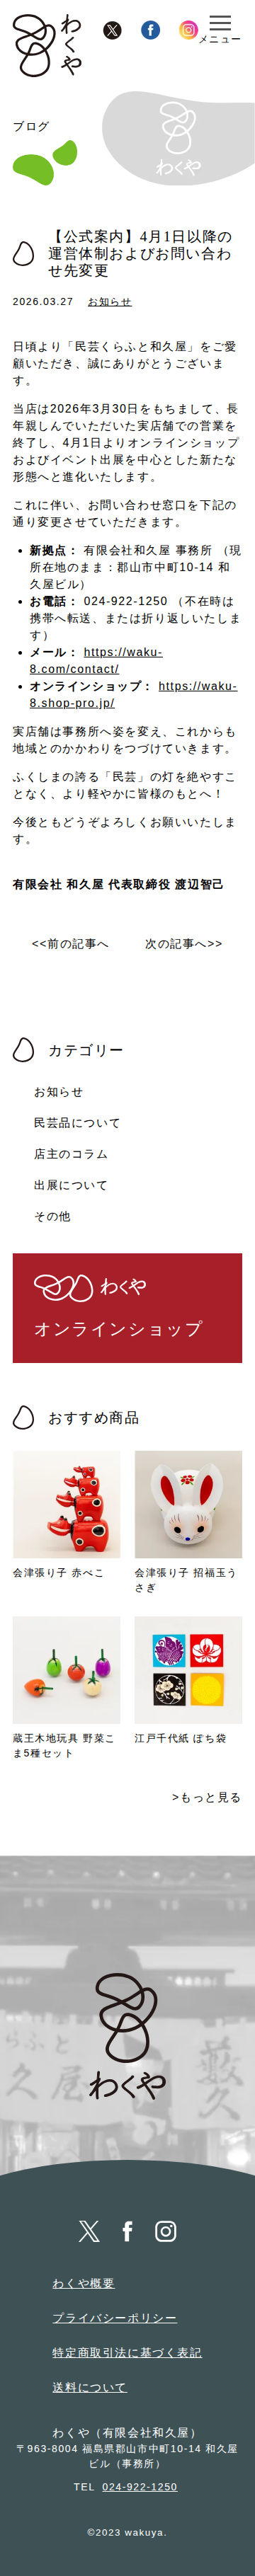 わくや
メニュー
ブログ
わくや
【公式案内】4月1日以降の
運営体制およびお問い合わ
せ先変更
2026.03.27 お知らせ
日頃より「民芸くらふと和久屋」をご愛
顧いただき、誠にありがとうございま
す。
当店は2026年3月30日をもちまして、長
年親しんでいただいた実店舗での営業を
終了し、4月1日よりオンラインショップ
およびイベント出展を中心とした新たな
形態へと進化いたします。
これに伴い、お問い合わせ窓口を下記の
通り変更させていただきます。
新拠点： 有限会社和久屋 事務所 （現
所在地のまま：郡山市中町10-14 和
久屋ビル）
お電話： 024-922-1250 （不在時は
携帯へ転送、または折り返しいたしま
す）
メール： https://waku-
8.com/contact/
オンラインショップ： https://waku-
8.shop-pro.jp/
実店舗は事務所へ姿を変え、これからも
地域とのかかわりをつづけていきます。
ふくしまの誇る「民芸」の灯を絶やすこ
となく、より軽やかに皆様のもとへ！
今後ともどうぞよろしくお願いいたしま
す。
有限会社 和久屋 代表取締役 渡辺智己
<<前の記事へ 次の記事へ>>
カテゴリー
お知らせ
民芸品について
店主のコラム
出展について
その他
わくや
オンラインショップ
おすすめ商品
会津張り子 赤べこ
会津張り子 招福玉う
さぎ
蔵王木地玩具 野菜こ
ま5種セット
江戸千代紙 ぽち袋
>もっと見る
わくや
わくや概要
プライバシーポリシー
特定商取引法に基づく表記
送料について
わくや（有限会社和久屋）
〒963-8004 福島県郡山市中町10-14 和久屋
ビル（事務所）
TEL 024-922-1250
©2023 wakuya.